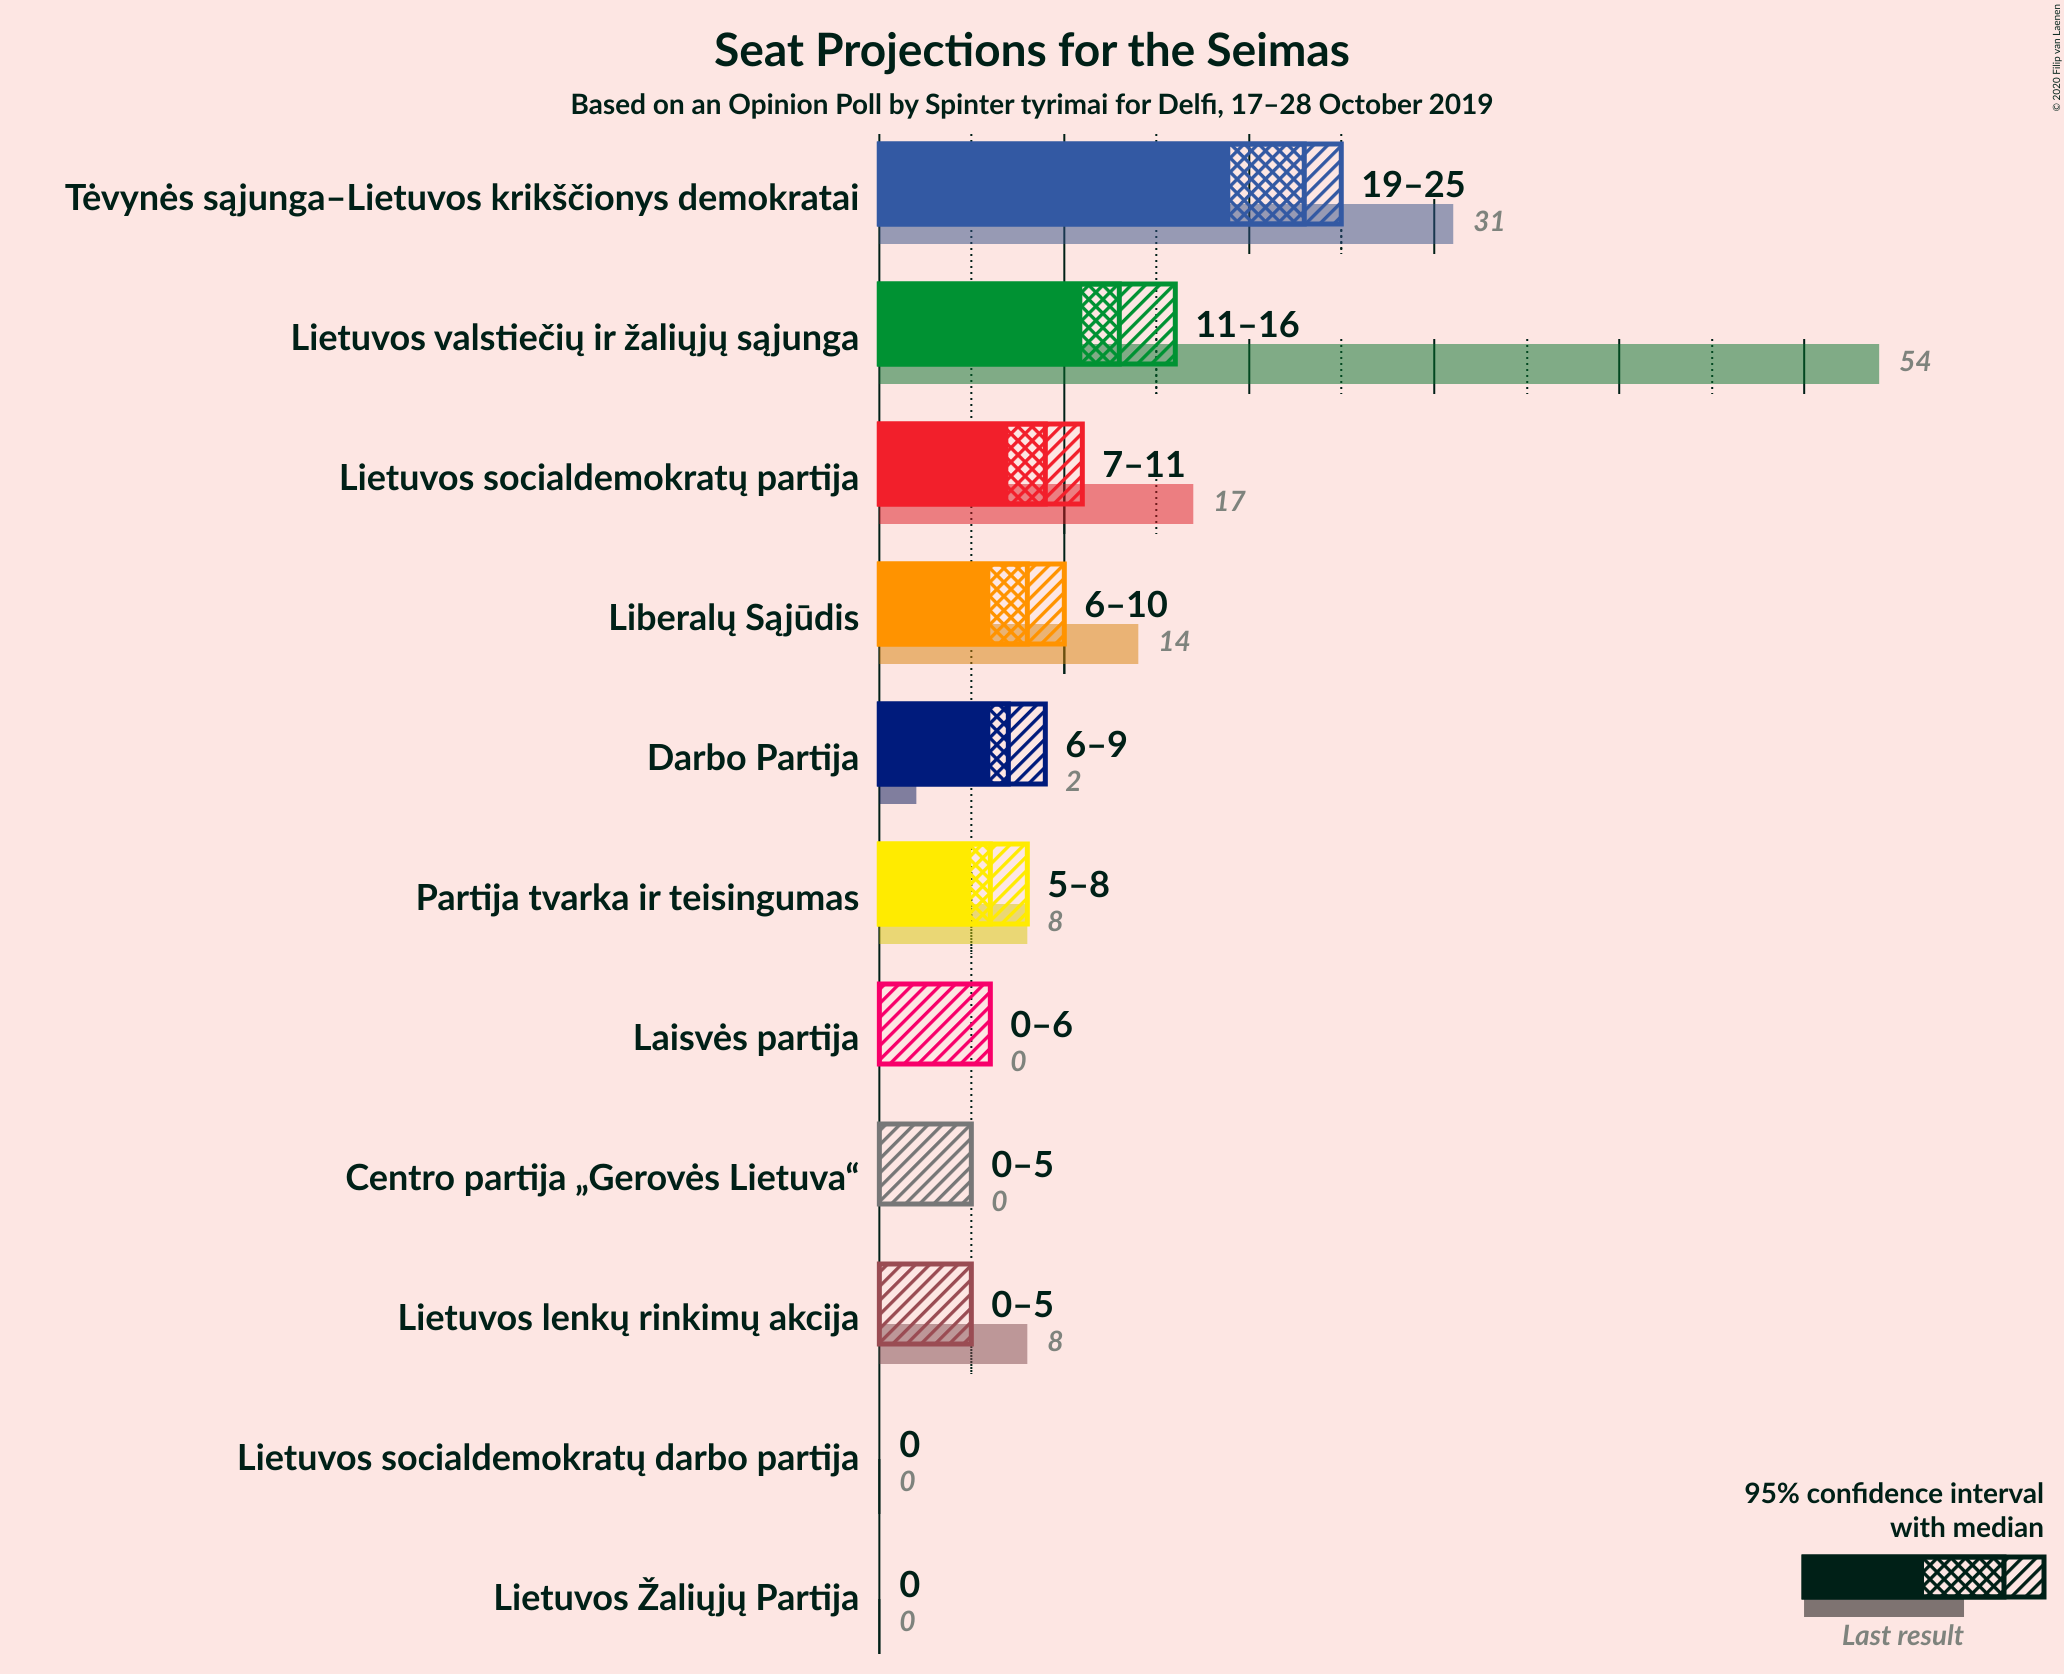 Seat Projections for the Seimas
Based on an Opinion Poll by Spinter tyrimai for Delfi, 17–28 October 2019
© 2020 Filip van Laenen
Tėvynės sąjunga–Lietuvos krikščionys demokratai
19–25
31
Lietuvos valstiečių ir žaliųjų sąjunga
11–16
54
Lietuvos socialdemokratų partija
7–11
17
Liberalų Sąjūdis
6–10
14
Darbo Partija
6–9
2
Partija tvarka ir teisingumas
5–8
8
Laisvės partija
0–6
0
Centro partija „Gerovės Lietuva“
0–5
0
Lietuvos lenkų rinkimų akcija
0–5
8
Lietuvos socialdemokratų darbo partija
0
0
Lietuvos Žaliųjų Partija
0
0
95% confidence interval
with median
Last result